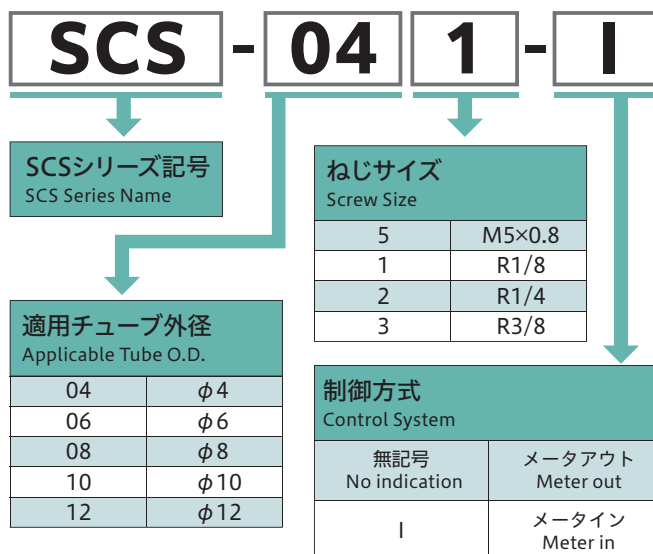 SCS - 04 1 - I
SCSシリーズ記号
SCS Series Name
ねじサイズ
Screw Size
5 M5×0.8
1 R1/8
2 R1/4
3 R3/8
適用チューブ外径
Applicable Tube O.D.
04 φ4
06 φ6
08 φ8
10 φ10
12 φ12
制御方式
Control System
無記号 メータアウト
No indication Meter out
I メータイン
Meter in